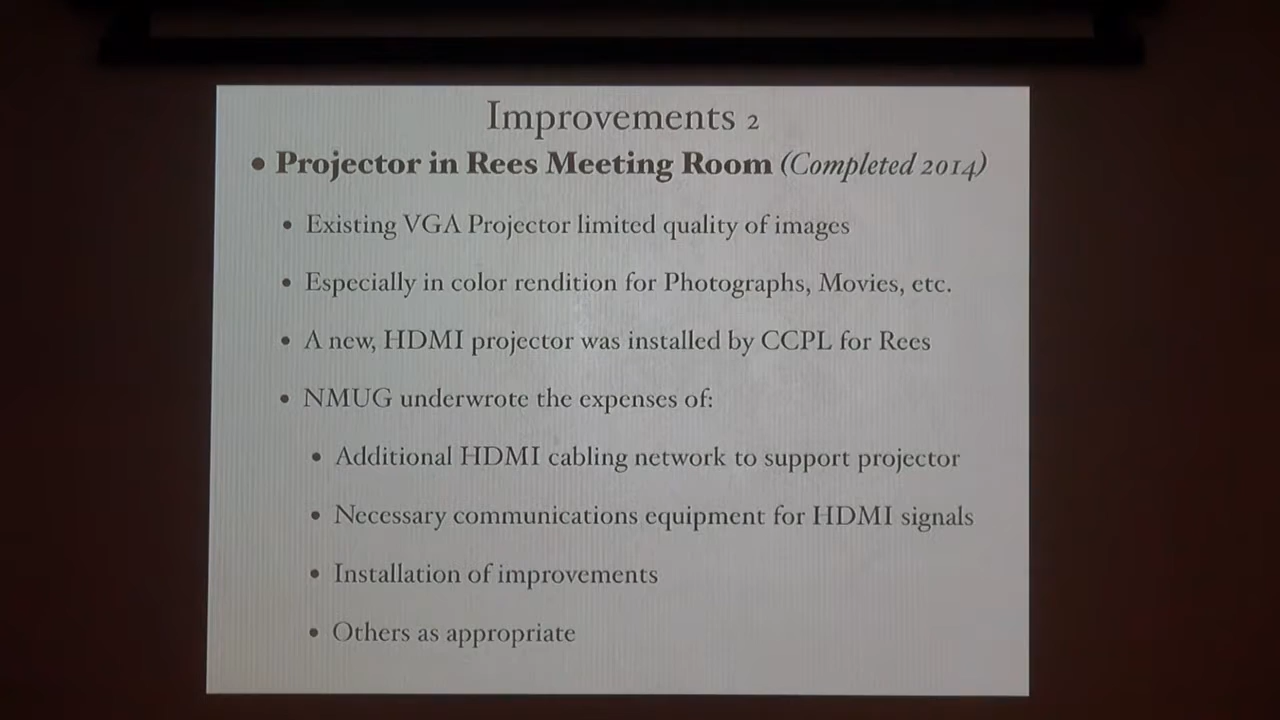 Improvements 2
• Projector in Rees Meeting Room (Completed 2014)
• Existing VGA Projector limited quality of images
• Especially in color rendition for Photographs, Movies, etc.
• A new, HDMI projector was installed by CCPL for Rees
• NMUG underwrote the expenses of:
• Additional HDMI cabling network to support projector
• Necessary communications equipment for HDMI signals
• Installation of improvements
• Others as appropriate